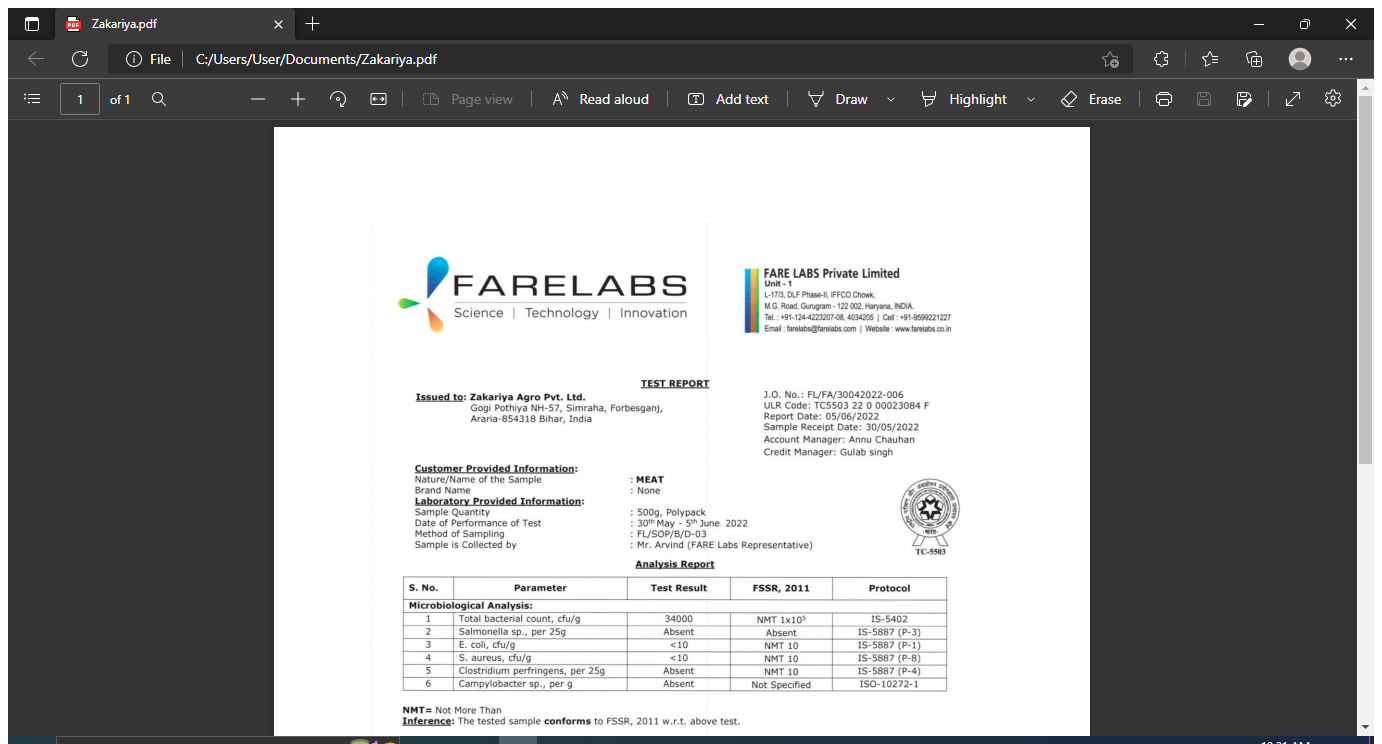 Zakariya.pdf
File C:/Users/User/Documents/Zakariya.pdf
1 of 1 Page view Read aloud Add text Draw Highlight Erase
FARELABS
Science | Technology | Innovation
FARE LABS Private Limited
Unit - 1
L-17/3, DLF Phase-II, IFFCO Chowk,
M.G. Road, Gurugram - 122 002, Haryana, INDIA.
Tel. : +91-124-4223207-08, 4034205 | Cell : +91-9599221227
Email : farelabs@farelabs.com | Website : www.farelabs.co.in
TEST REPORT
Issued to: Zakariya Agro Pvt. Ltd.
Gogi Pothiya NH-57, Simraha, Forbesganj,
Araria-854318 Bihar, India
J.O. No.: FL/FA/30042022-006
ULR Code: TC5503 22 0 00023084 F
Report Date: 05/06/2022
Sample Receipt Date: 30/05/2022
Account Manager: Annu Chauhan
Credit Manager: Gulab singh
Customer Provided Information:
Nature/Name of the Sample : MEAT
Brand Name : None
Laboratory Provided Information:
Sample Quantity : 500g, Polypack
Date of Performance of Test : 30th May - 5th June 2022
Method of Sampling : FL/SOP/B/D-03
Sample is Collected by : Mr. Arvind (FARE Labs Representative)
TC-5503
Analysis Report
S. No. Parameter Test Result FSSR, 2011 Protocol
Microbiological Analysis:
1 Total bacterial count, cfu/g 34000 NMT 1x10⁵ IS-5402
2 Salmonella sp., per 25g Absent Absent IS-5887 (P-3)
3 E. coli, cfu/g <10 NMT 10 IS-5887 (P-1)
4 S. aureus, cfu/g <10 NMT 10 IS-5887 (P-8)
5 Clostridium perfringens, per 25g Absent NMT 10 IS-5887 (P-4)
6 Campylobacter sp., per g Absent Not Specified ISO-10272-1
NMT= Not More Than
Inference: The tested sample conforms to FSSR, 2011 w.r.t. above test.